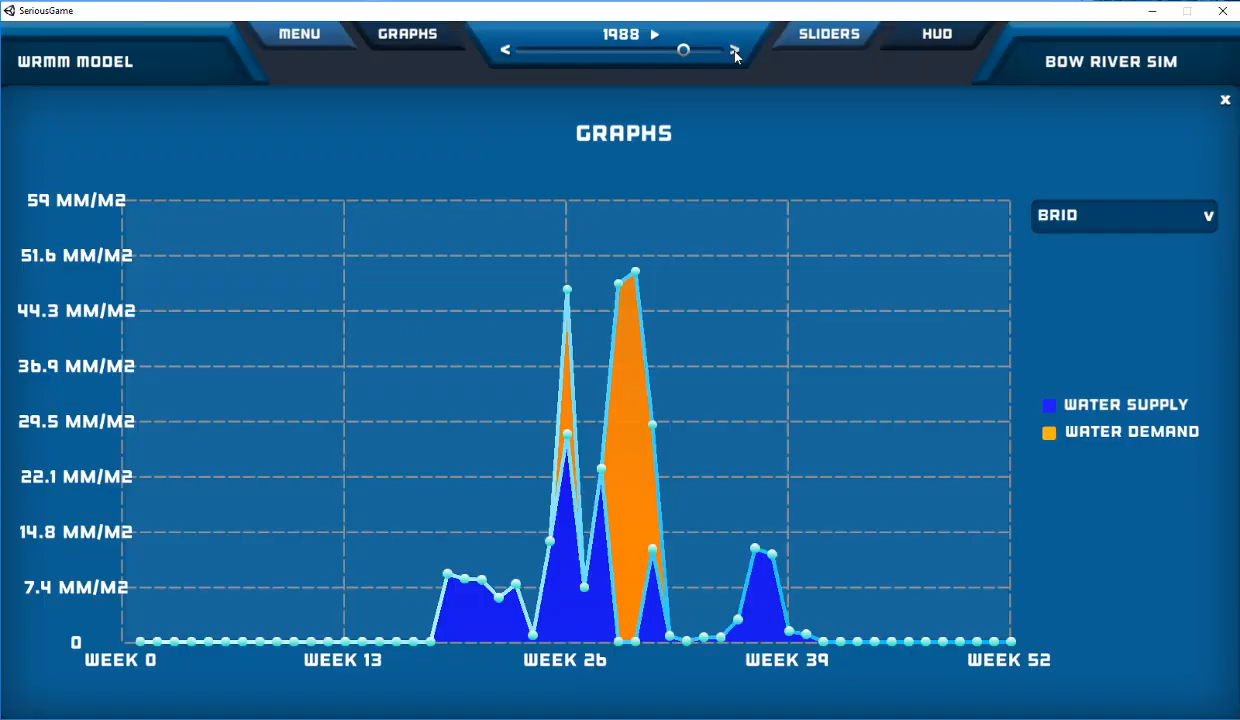 SeriousGame
MENU
GRAPHS
1988
SLIDERS
HUD
< >
WRMM MODEL
BOW RIVER SIM
x
GRAPHS
59 MM/M2
51.6 MM/M2
44.3 MM/M2
36.9 MM/M2
29.5 MM/M2
22.1 MM/M2
14.8 MM/M2
7.4 MM/M2
0
WEEK 0
WEEK 13
WEEK 26
WEEK 39
WEEK 52
BRID v
WATER SUPPLY
WATER DEMAND